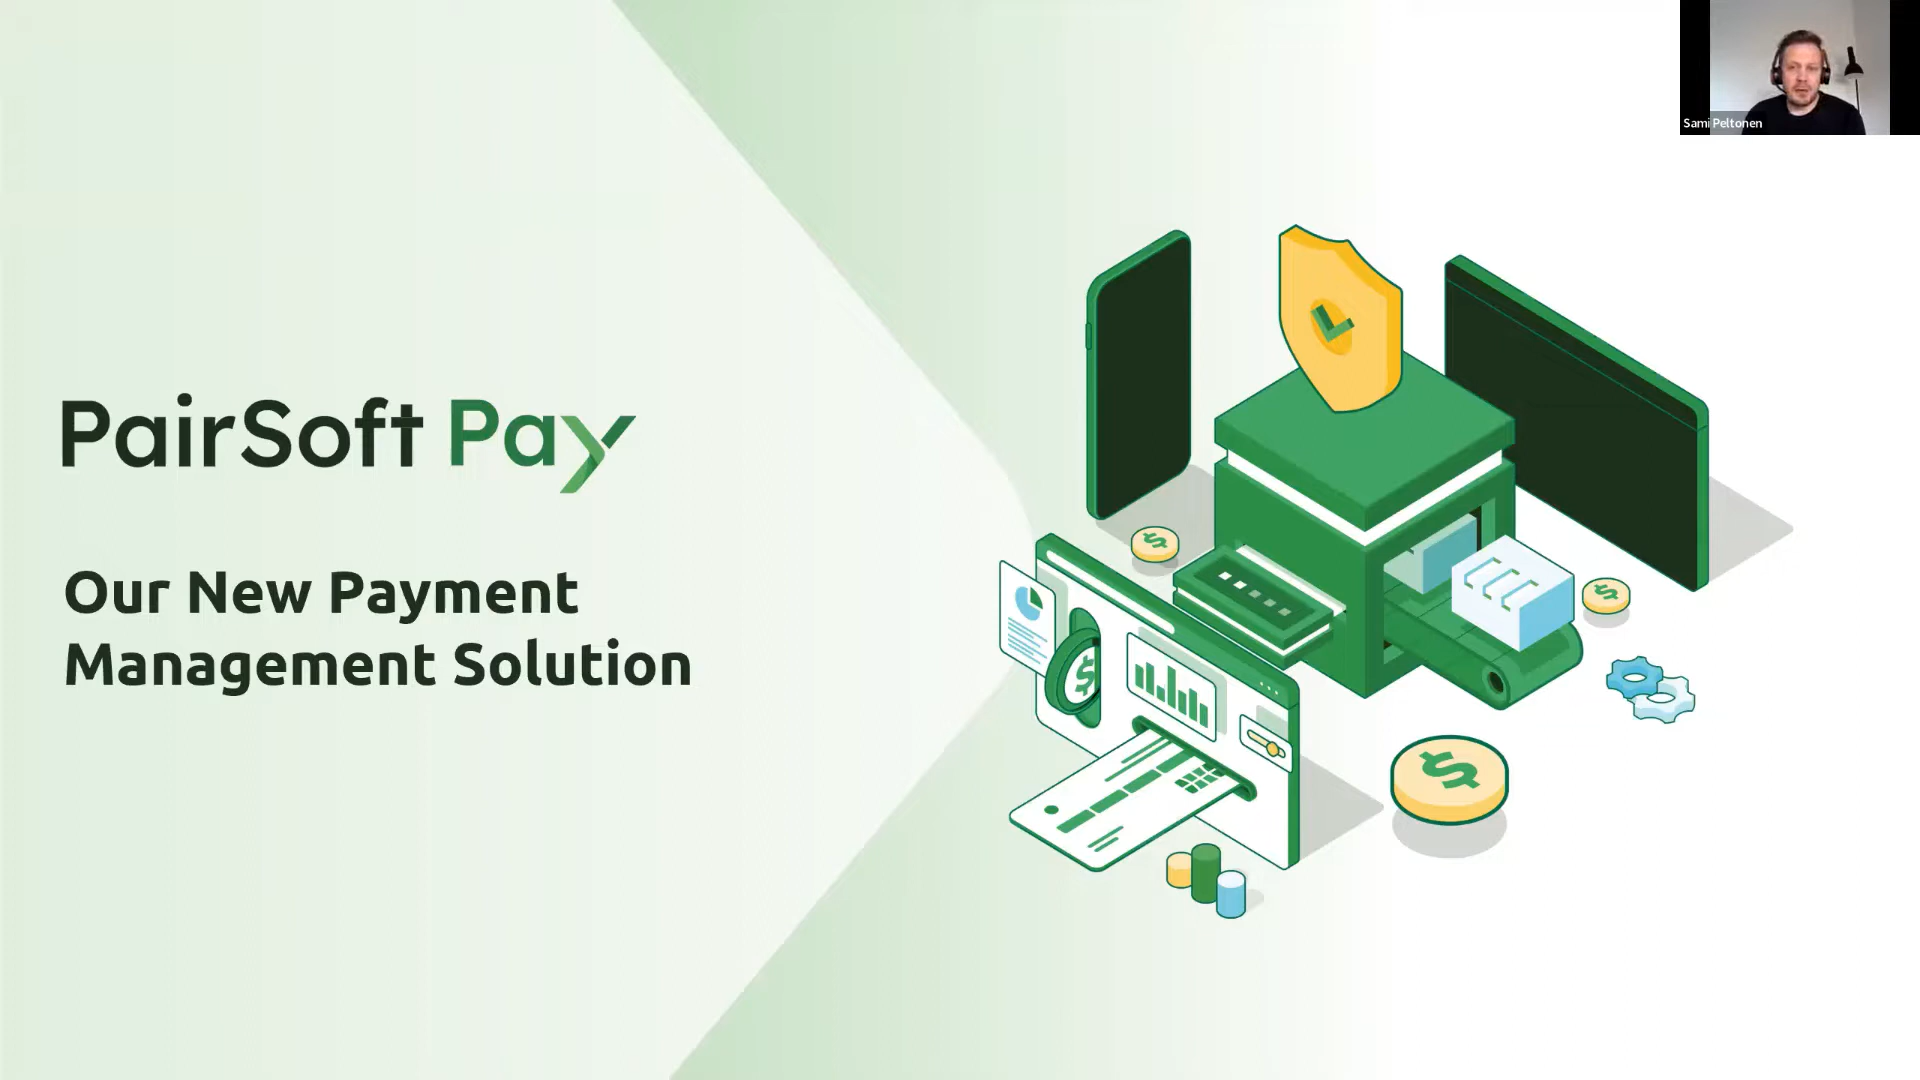 Sami Peltonen
PairSoft Pay
Our New Payment
Management Solution